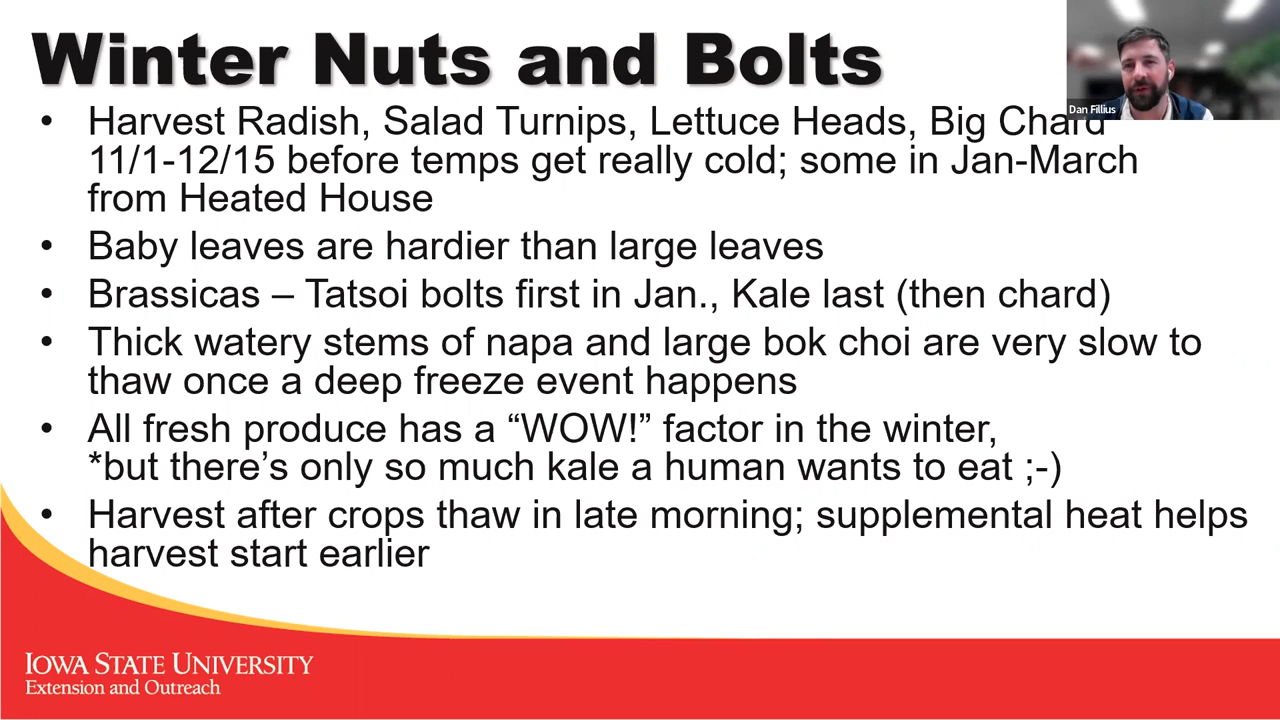 Winter Nuts and Bolts
Dan Fillius
• Harvest Radish, Salad Turnips, Lettuce Heads, Big Chard
11/1-12/15 before temps get really cold; some in Jan-March
from Heated House
• Baby leaves are hardier than large leaves
• Brassicas – Tatsoi bolts first in Jan., Kale last (then chard)
• Thick watery stems of napa and large bok choi are very slow to
thaw once a deep freeze event happens
• All fresh produce has a “WOW!” factor in the winter,
*but there’s only so much kale a human wants to eat ;-)
• Harvest after crops thaw in late morning; supplemental heat helps
harvest start earlier
IOWA STATE UNIVERSITY
Extension and Outreach